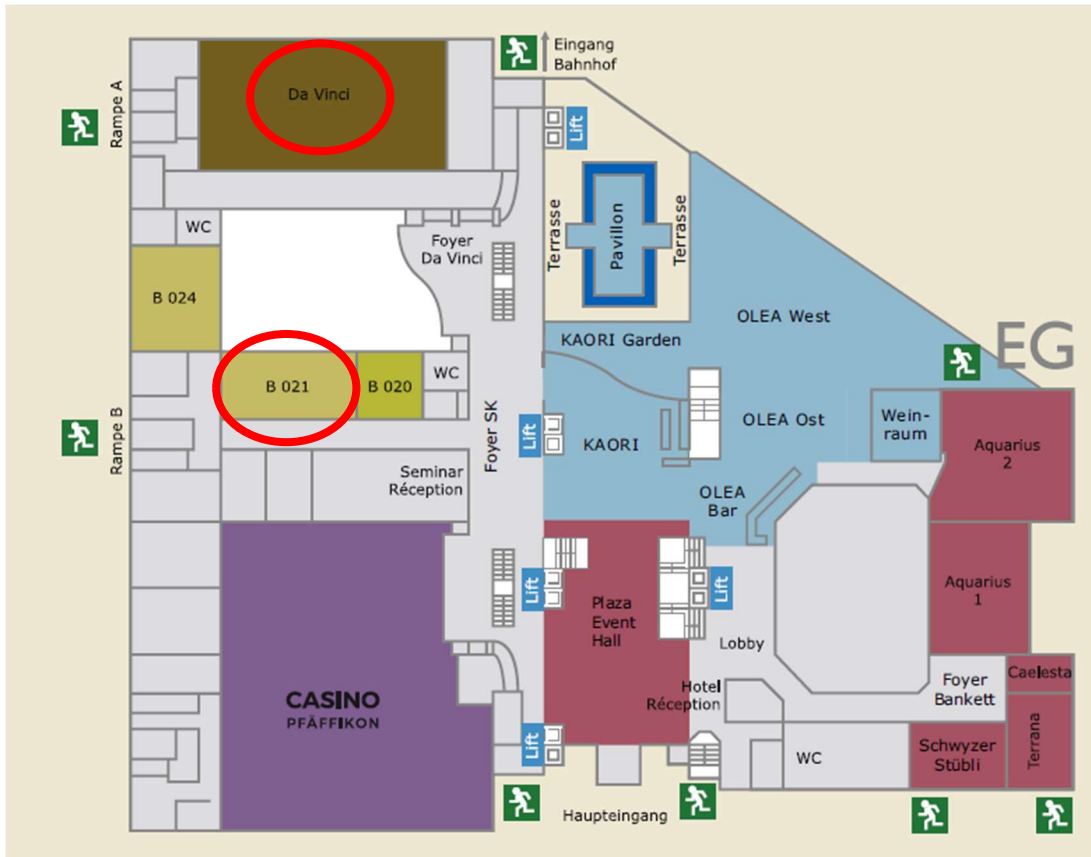 Eingang
Bahnhof
Rampe A
Da Vinci
Lift
WC
Foyer
Da Vinci
Terrasse
Pavillon
Terrasse
B 024
OLEA West
KAORI Garden
EG
B 021
B 020
WC
Rampe B
Foyer SK
Lift
KAORI
OLEA Ost
Wein-
raum
Aquarius
2
Seminar
Réception
OLEA
Bar
Lift
Plaza
Event
Hall
Lift
Aquarius
1
Lobby
CASINO
PFÄFFIKON
Hotel
Réception
Foyer
Bankett
Caelesta
Terrana
Lift
WC
Schwyzer
Stübli
Haupteingang